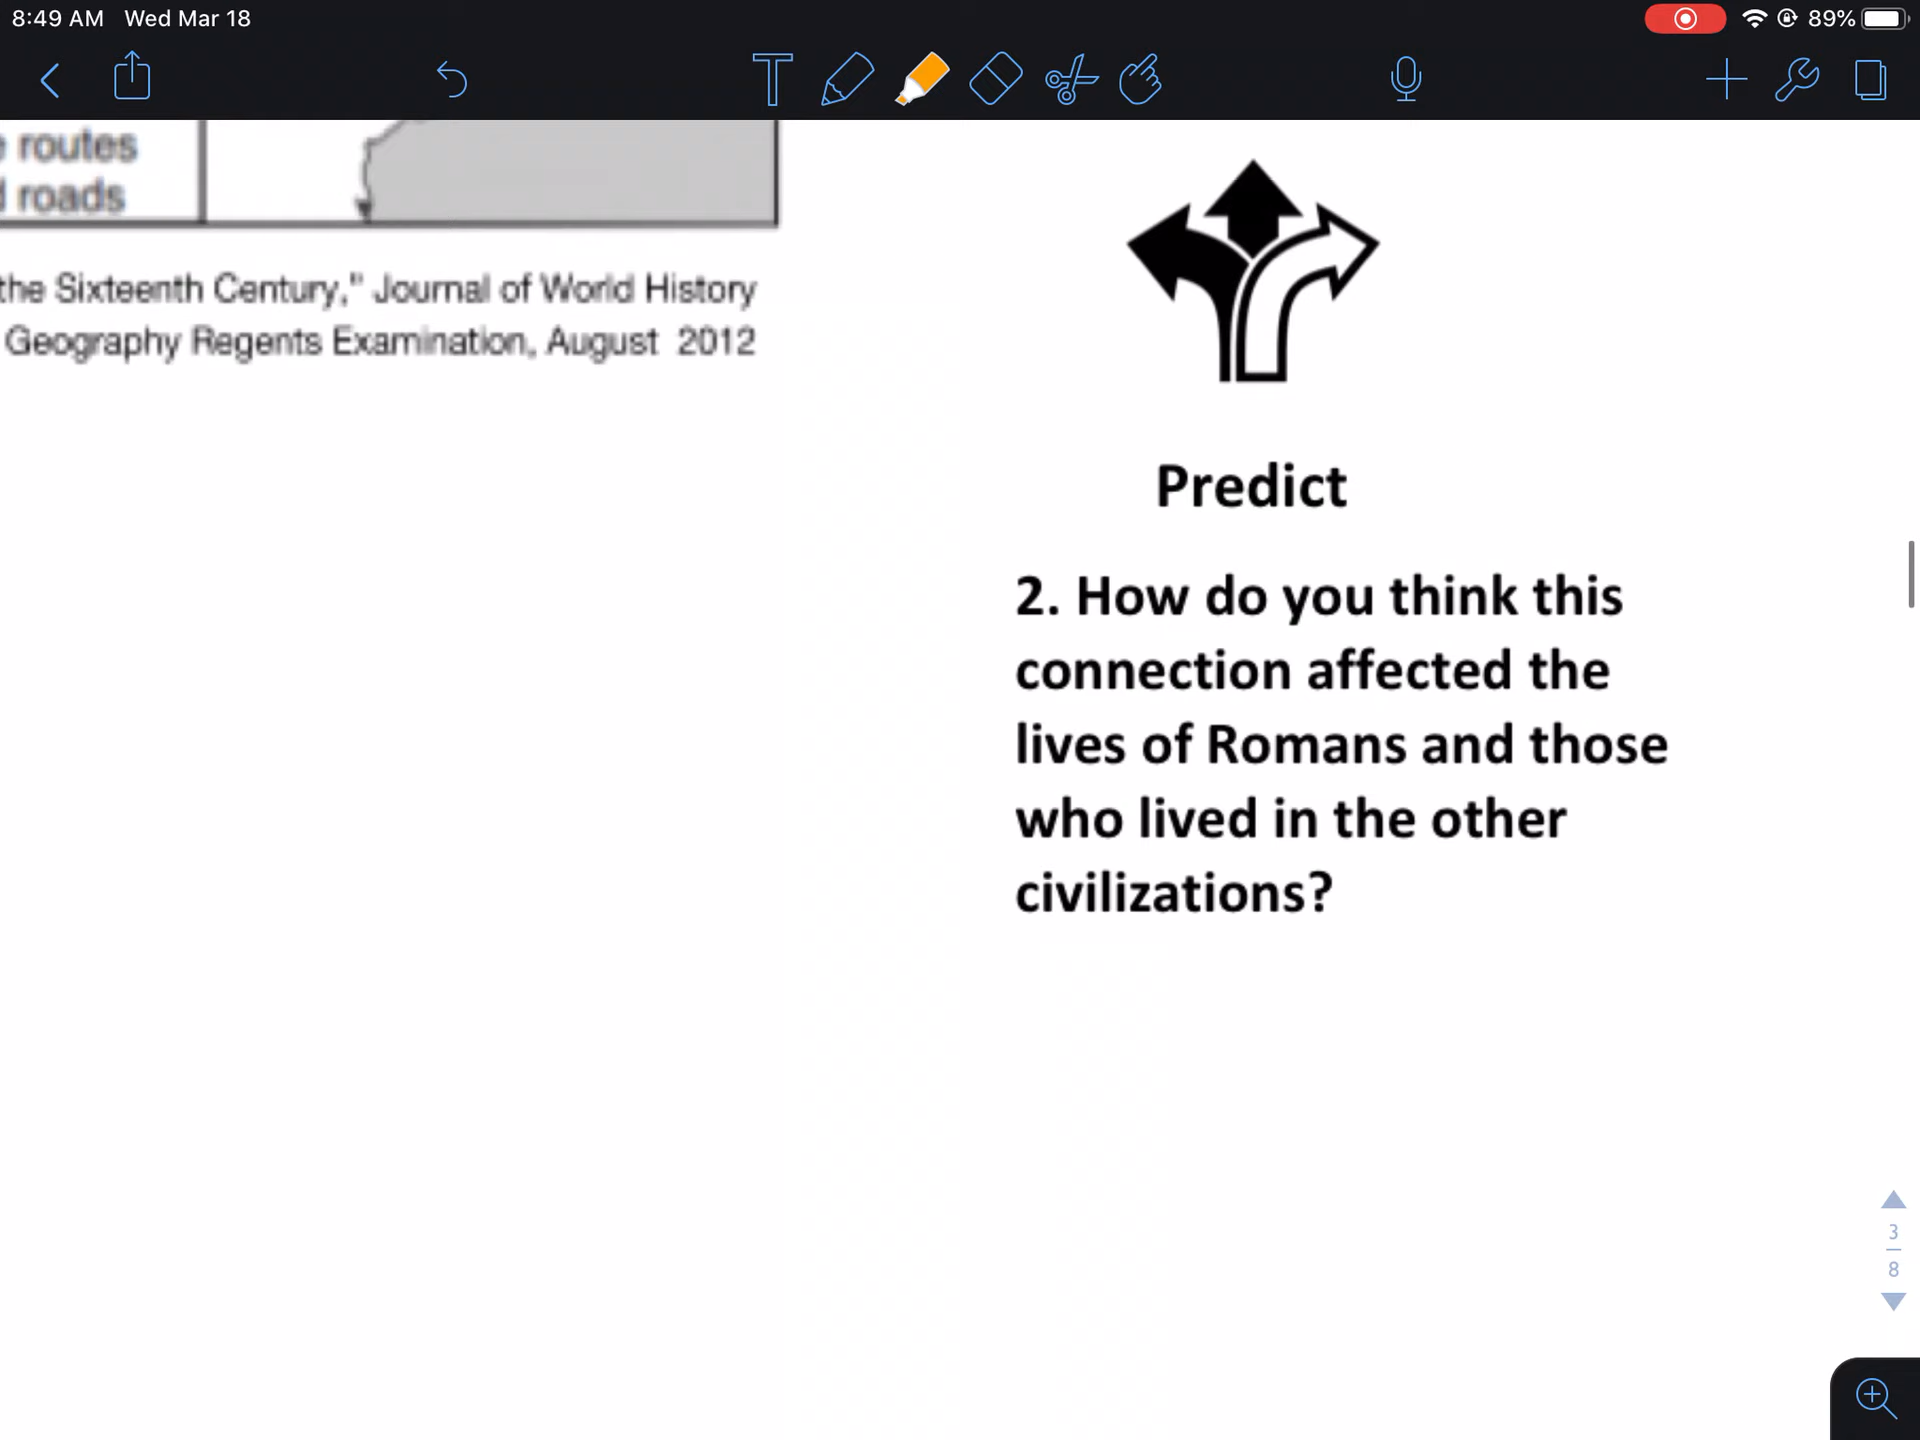 8:49 AM Wed Mar 18
89%
routes
roads
the Sixteenth Century," Journal of World History
Geography Regents Examination, August 2012
Predict
2. How do you think this
connection affected the
lives of Romans and those
who lived in the other
civilizations?
3
8